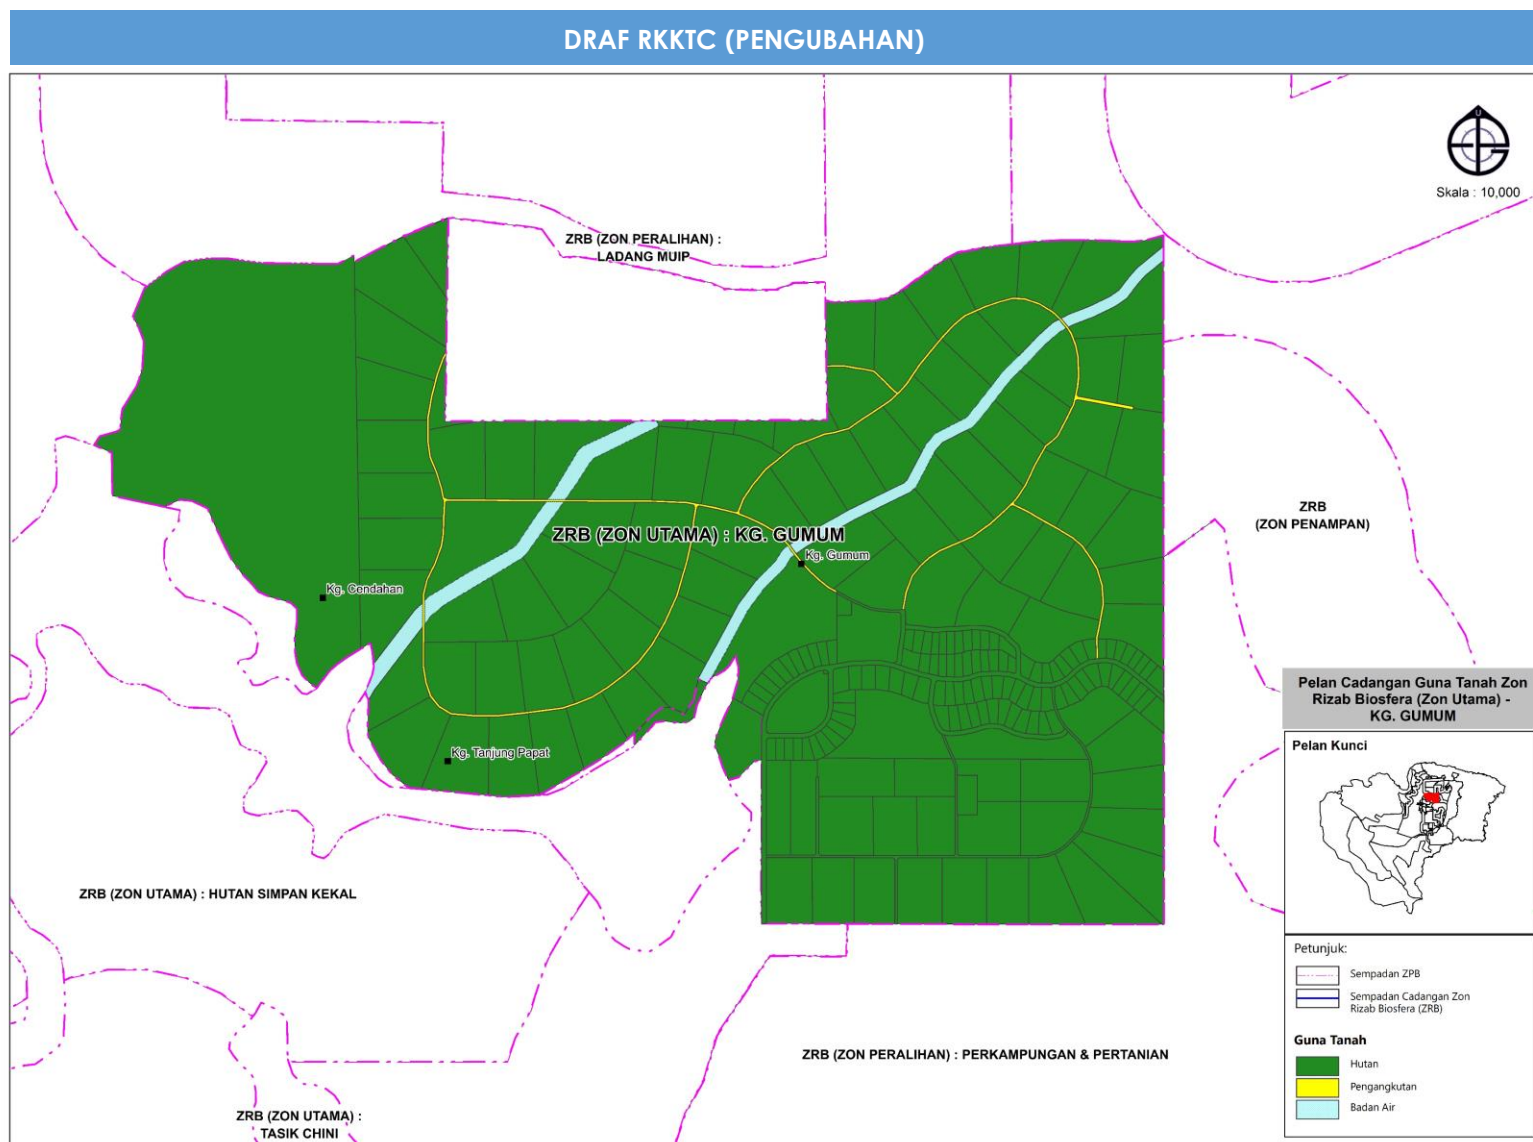 DRAF RKKTC (PENGUBAHAN)
U
Skala : 10,000
ZRB (ZON PERALIHAN) :
LADANG MUIP
ZRB
(ZON PENAMPAN)
ZRB (ZON UTAMA) : KG. GUMUM
Kg. Gumum
Kg. Cendahan
Kg. Tanjung Papat
Pelan Cadangan Guna Tanah Zon
Rizab Biosfera (Zon Utama) -
KG. GUMUM
Pelan Kunci
ZRB (ZON UTAMA) : HUTAN SIMPAN KEKAL
ZRB (ZON PERALIHAN) : PERKAMPUNGAN & PERTANIAN
ZRB (ZON UTAMA) :
TASIK CHINI
Petunjuk:
Sempadan ZPB
Sempadan Cadangan Zon
Rizab Biosfera (ZRB)
Guna Tanah
Hutan
Pengangkutan
Badan Air